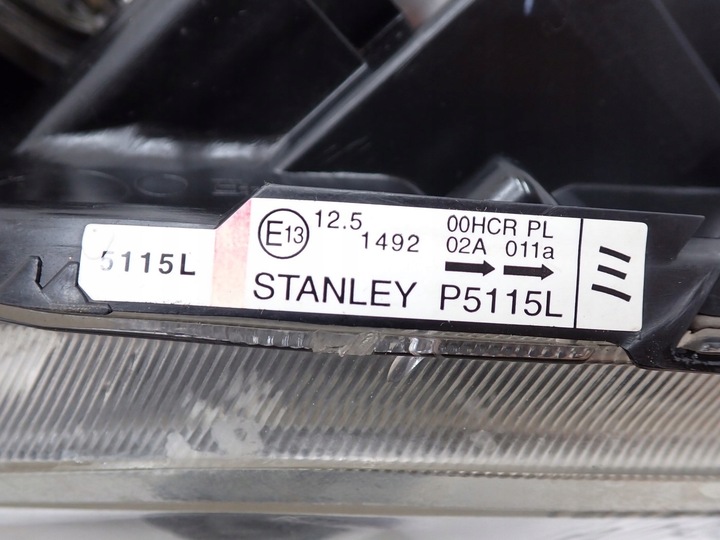 5115L
E13 12.5 1492
00HCR PL
02A 011a
→ →
STANLEY P5115L